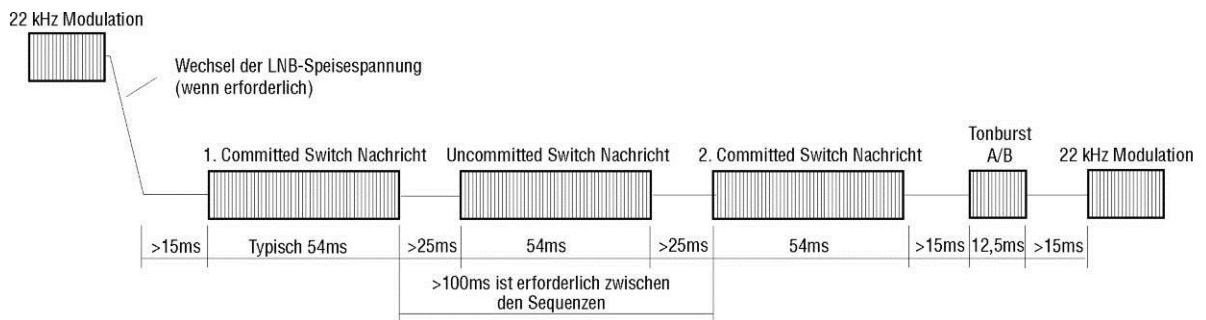 22 kHz Modulation
Wechsel der LNB-Speisespannung
(wenn erforderlich)
1. Committed Switch Nachricht
Uncommitted Switch Nachricht
2. Committed Switch Nachricht
Tonburst
A/B
22 kHz Modulation
>15ms
Typisch 54ms
>25ms
54ms
>25ms
54ms
>15ms
12,5ms
>15ms
>100ms ist erforderlich zwischen
den Sequenzen